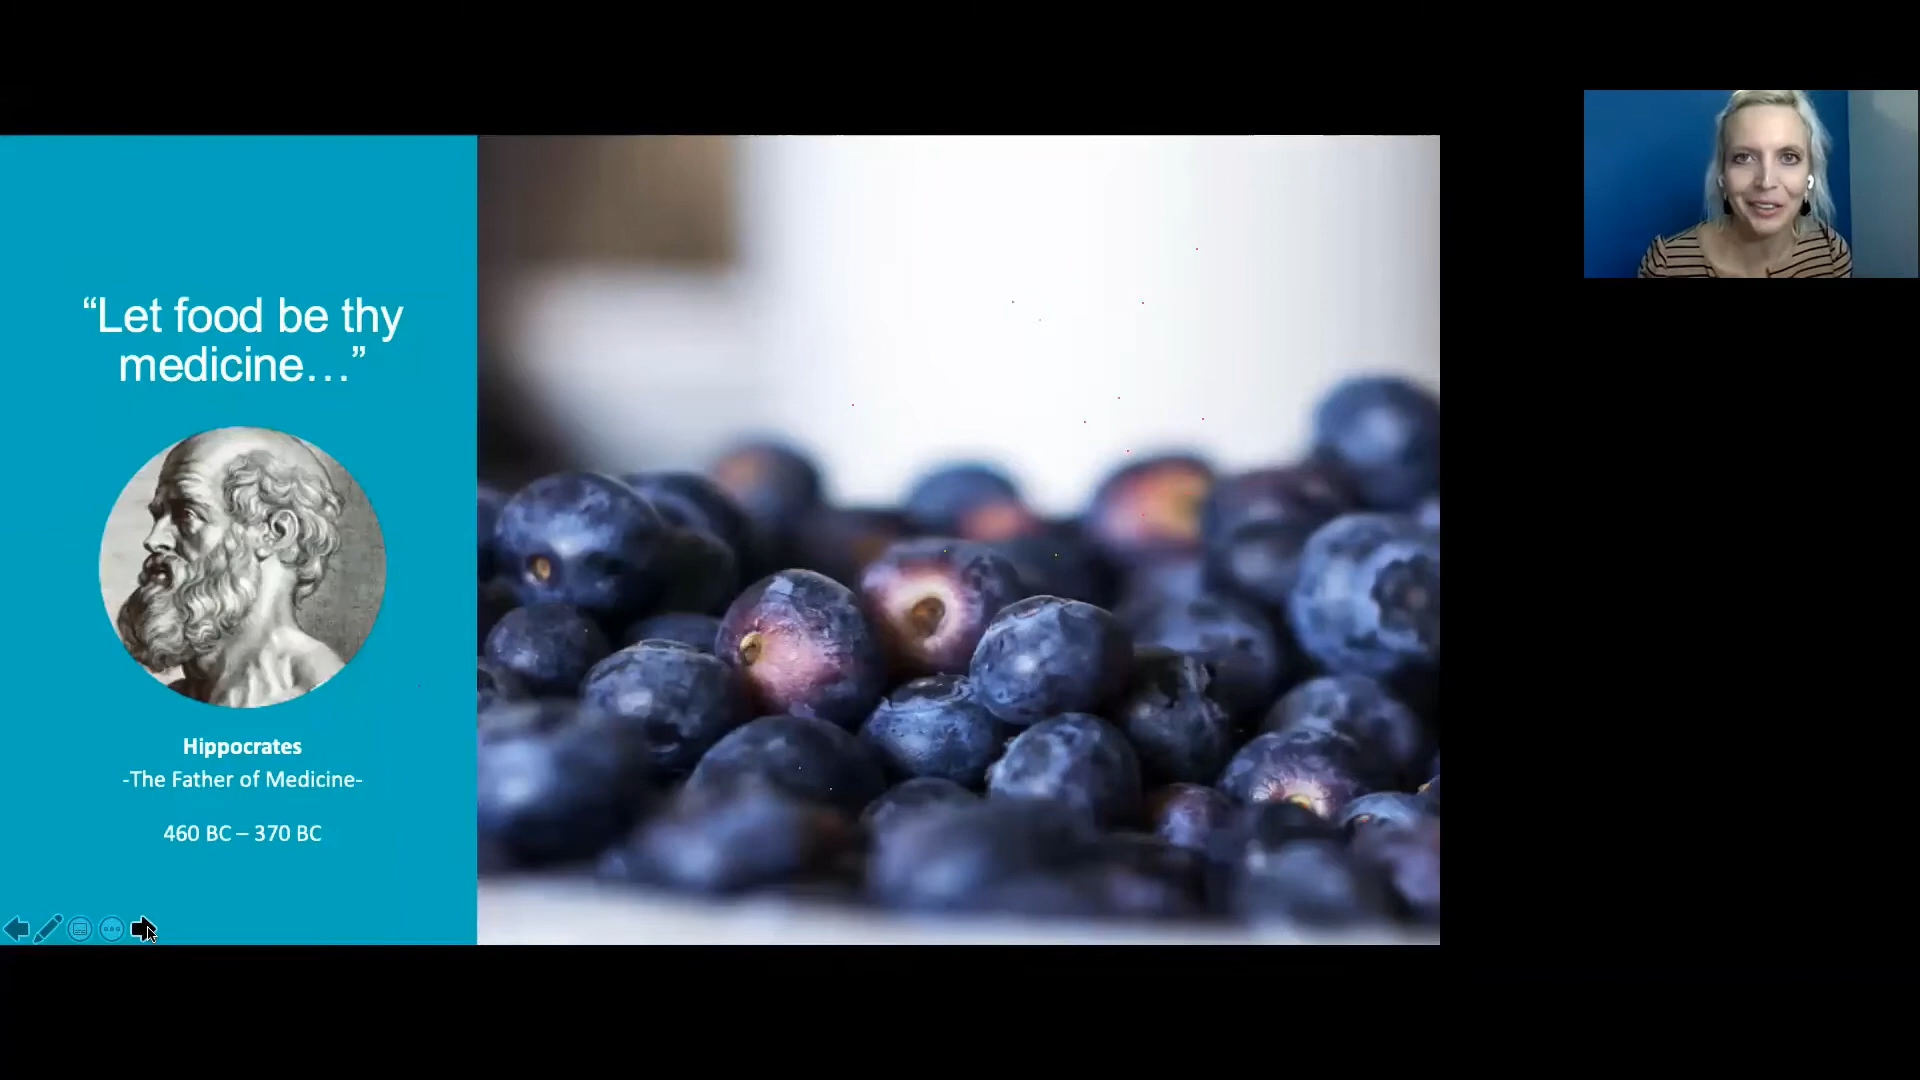 “Let food be thy
medicine…”
Hippocrates
-The Father of Medicine-
460 BC – 370 BC